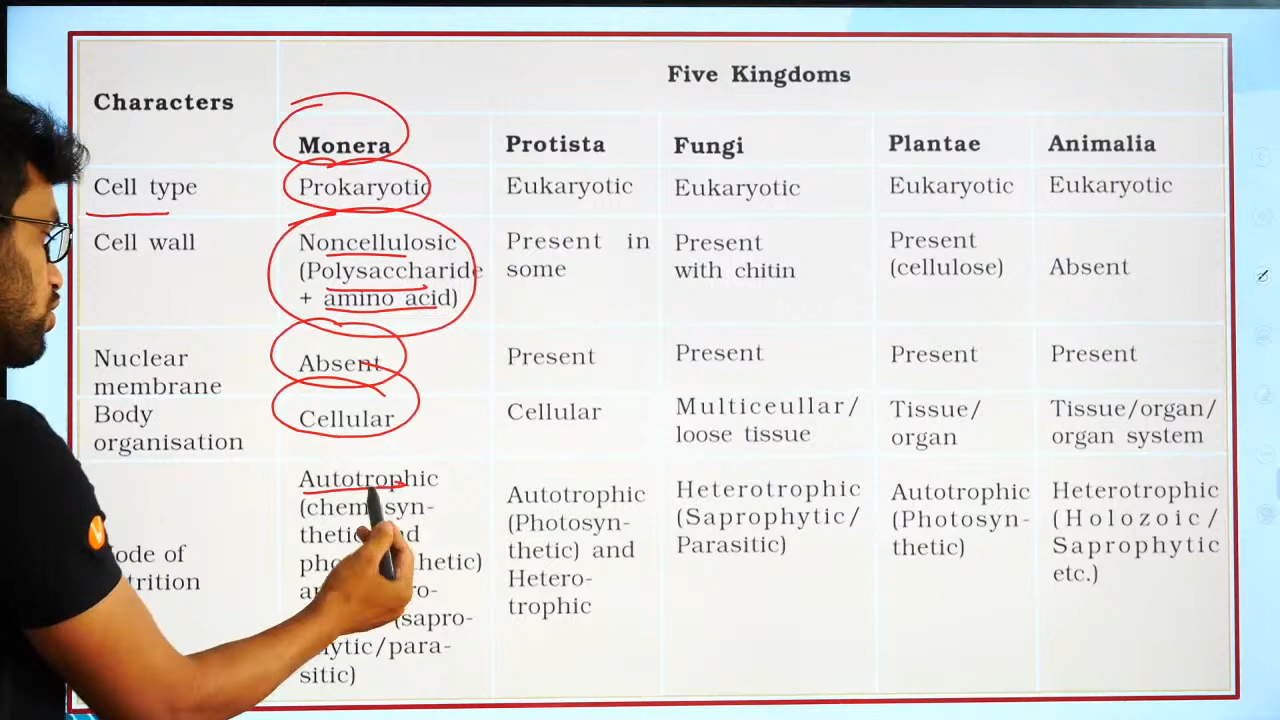 Characters
Five Kingdoms
Monera
Protista
Fungi
Plantae
Animalia
Cell type
Prokaryotic
Eukaryotic
Eukaryotic
Eukaryotic
Eukaryotic
Cell wall
Noncellulosic
(Polysaccharide
+ amino acid)
Present in
some
Present
with chitin
Present
(cellulose)
Absent
Nuclear
membrane
Absent
Present
Present
Present
Present
Body
organisation
Cellular
Cellular
Multiceullar/
loose tissue
Tissue/
organ
Tissue/organ/
organ system
of
Autotrophic
Autotrophic
(Photosyn-
thetic) and
Hetero-
trophic
Heterotrophic
(Saprophytic/
Parasitic)
Autotrophic
(Photosyn-
thetic)
Heterotrophic
(Holozoic/
Saprophytic
etc.)
(sapro-
sitic)